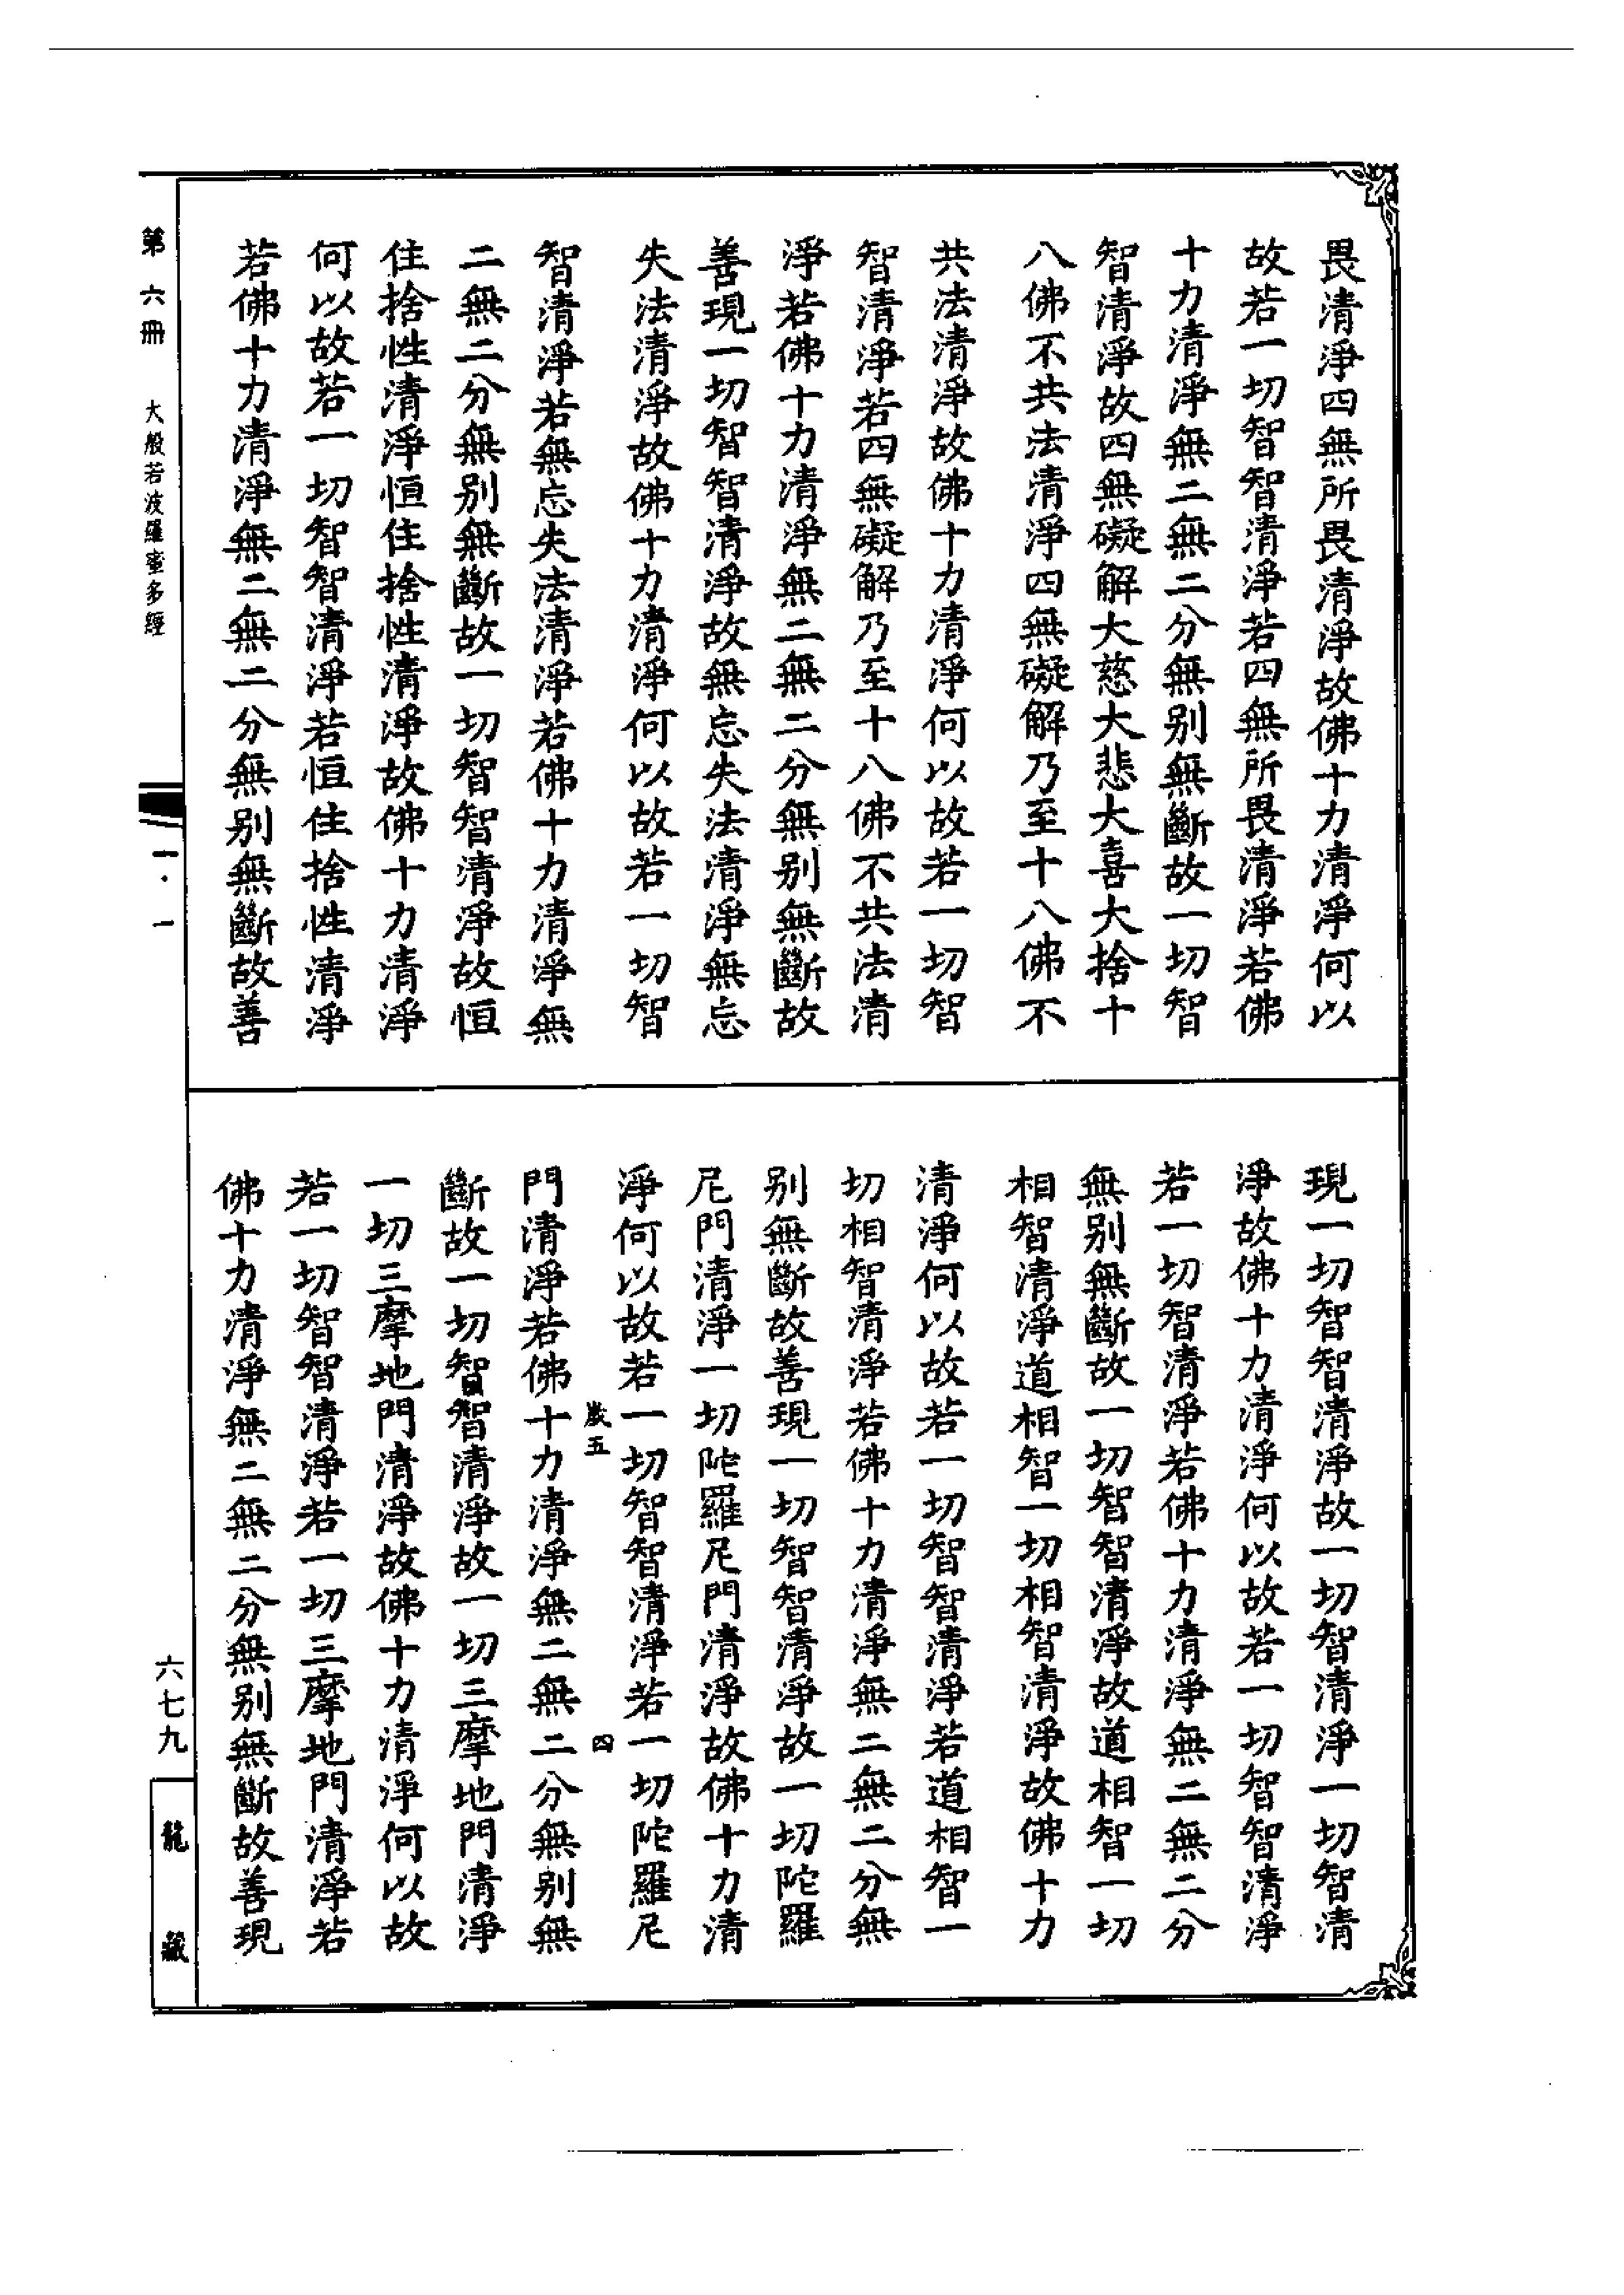 畏清淨四無所畏清淨故佛十力清淨何以
故若一切智智清淨若四無所畏清淨若佛
十力清淨無二無二分無别無斷故一切智
智清淨故四無礙解大慈大悲大喜大捨十
八佛不共法清淨四無礙解乃至十八佛不
共法清淨故佛十力清淨何以故若一切智
智清淨若四無礙解乃至十八佛不共法清
淨若佛十力清淨無二無二分無别無斷故
善現一切智智清淨故無忘失法清淨無忘
失法清淨故佛十力清淨何以故若一切智
智清淨若無忘失法清淨若佛十力清淨無
二無二分無别無斷故一切智智清淨故恒
住捨性清淨恒住捨性清淨故佛十力清淨
何以故若一切智智清淨若恒住捨性清淨
若佛十力清淨無二無二分無别無斷故善
現一切智智清淨故一切智清淨一切智清
淨故佛十力清淨何以故若一切智智清淨
若一切智清淨若佛十力清淨無二無二分
無别無斷故一切智智清淨故道相智一切
相智清淨道相智一切相智清淨故佛十力
清淨何以故若一切智智清淨若道相智一
切相智清淨若佛十力清淨無二無二分無
别無斷故善現一切智智清淨故一切陀羅
尼門清淨一切陀羅尼門清淨故佛十力清
淨何以故若一切智智清淨若一切陀羅尼
嵗五 四
門清淨若佛十力清淨無二無二分無别無
斷故一切智智清淨故一切三摩地門清淨
一切三摩地門清淨故佛十力清淨何以故
若一切智智清淨若一切三摩地門清淨若
佛十力清淨無二無二分無别無斷故善現
第六冊 大般若波羅蜜多經 一·一 六七九 龍藏